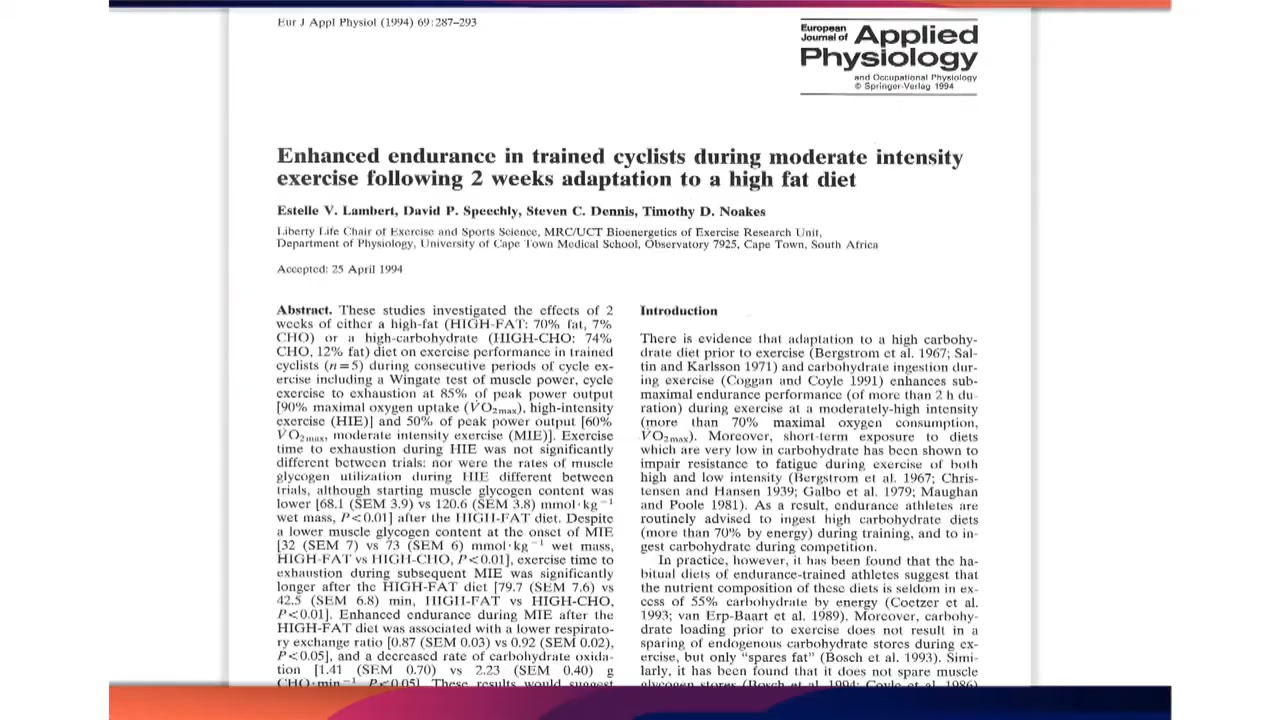 Eur J Appl Physiol (1994) 69:287–293
European
Journal of
Applied
Physiology
and Occupational Physiology
© Springer-Verlag 1994
Enhanced endurance in trained cyclists during moderate intensity
exercise following 2 weeks adaptation to a high fat diet
Estelle V. Lambert, David P. Speechly, Steven C. Dennis, Timothy D. Noakes
Liberty Life Chair of Exercise and Sports Science, MRC/UCT Bioenergetics of Exercise Research Unit,
Department of Physiology, University of Cape Town Medical School, Observatory 7925, Cape Town, South Africa
Accepted: 25 April 1994
Abstract. These studies investigated the effects of 2
weeks of either a high-fat (HIGH-FAT: 70% fat, 7%
CHO) or a high-carbohydrate (HIGH-CHO: 74%
CHO, 12% fat) diet on exercise performance in trained
cyclists (n=5) during consecutive periods of cycle ex-
ercise including a Wingate test of muscle power, cycle
exercise to exhaustion at 85% of peak power output
[90% maximal oxygen uptake (V̇O2max), high-intensity
exercise (HIE)] and 50% of peak power output [60%
V̇O2max, moderate intensity exercise (MIE)]. Exercise
time to exhaustion during HIE was not significantly
different between trials: nor were the rates of muscle
glycogen utilization during HIE different between
trials, although starting muscle glycogen content was
lower [68.1 (SEM 3.9) vs 120.6 (SEM 3.8) mmol·kg−1
wet mass, P<0.01] after the HIGH-FAT diet. Despite
a lower muscle glycogen content at the onset of MIE
[32 (SEM 7) vs 73 (SEM 6) mmol·kg−1 wet mass,
HIGH-FAT vs HIGH-CHO, P<0.01], exercise time to
exhaustion during subsequent MIE was significantly
longer after the HIGH-FAT diet [79.7 (SEM 7.6) vs
42.5 (SEM 6.8) min, HIGH-FAT vs HIGH-CHO,
P<0.01]. Enhanced endurance during MIE after the
HIGH-FAT diet was associated with a lower respirato-
ry exchange ratio [0.87 (SEM 0.03) vs 0.92 (SEM 0.02),
P<0.05], and a decreased rate of carbohydrate oxida-
tion [1.41 (SEM 0.70) vs 2.23 (SEM 0.40) g
CHO·min−1, P<0.05]. These results would suggest
Introduction
There is evidence that adaptation to a high carbohy-
drate diet prior to exercise (Bergstrom et al. 1967; Sal-
tin and Karlsson 1971) and carbohydrate ingestion dur-
ing exercise (Coggan and Coyle 1991) enhances sub-
maximal endurance performance (of more than 2 h du-
ration) during exercise at a moderately-high intensity
(more than 70% maximal oxygen consumption,
V̇O2max). Moreover, short-term exposure to diets
which are very low in carbohydrate has been shown to
impair resistance to fatigue during exercise of both
high and low intensity (Bergstrom et al. 1967; Chris-
tensen and Hansen 1939; Galbo et al. 1979; Maughan
and Poole 1981). As a result, endurance athletes are
routinely advised to ingest high carbohydrate diets
(more than 70% by energy) during training, and to in-
gest carbohydrate during competition.
In practice, however, it has been found that the ha-
bitual diets of endurance-trained athletes suggest that
the nutrient composition of these diets is seldom in ex-
cess of 55% carbohydrate by energy (Coetzer et al.
1993; van Erp-Baart et al. 1989). Moreover, carbohy-
drate loading prior to exercise does not result in a
sparing of endogenous carbohydrate stores during ex-
ercise, but only “spares fat” (Bosch et al. 1993). Simi-
larly, it has been found that it does not spare muscle
glycogen stores (Bosch et al. 1994; Coyle et al. 1986)